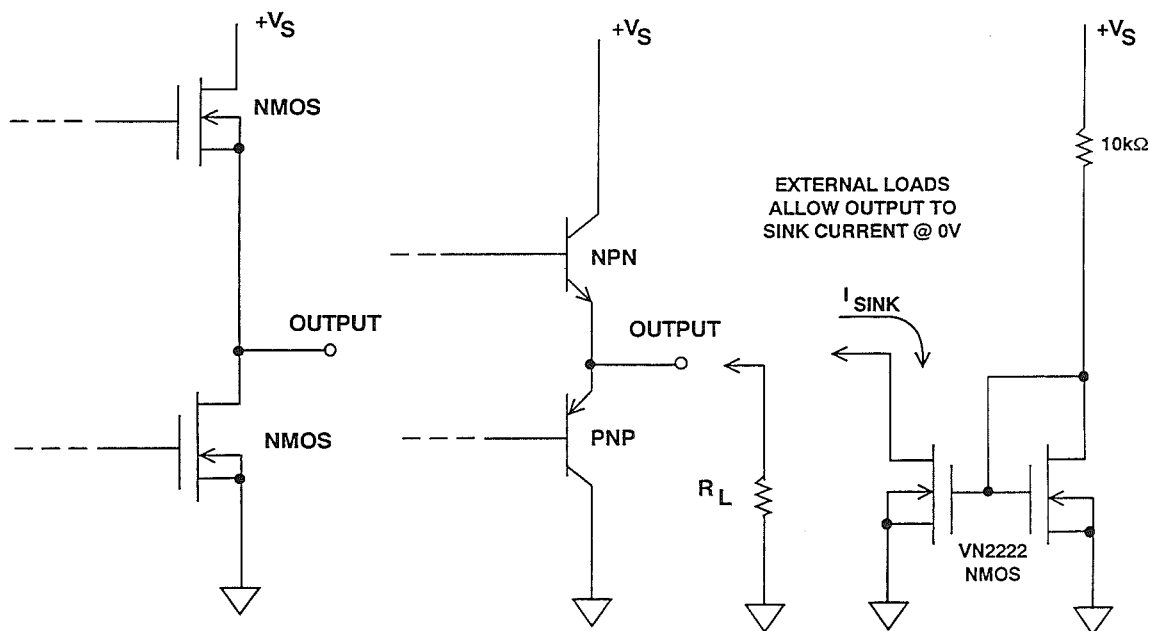 +VS
NMOS
OUTPUT
NMOS
+VS
NPN
OUTPUT
PNP
RL
EXTERNAL LOADS
ALLOW OUTPUT TO
SINK CURRENT @ 0V
ISINK
+VS
10kΩ
VN2222
NMOS